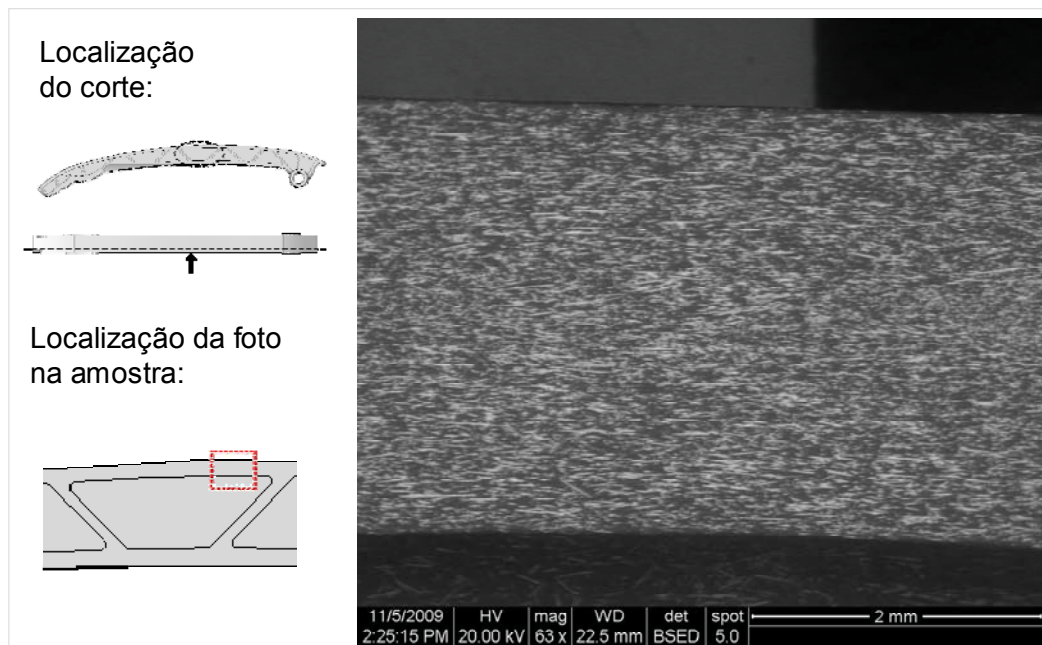 Localização
do corte:
Localização da foto
na amostra:
11/5/2009 HV mag WD det spot 2 mm
2:25:15 PM 20.00 kV 63 x 22.5 mm BSED 5.0